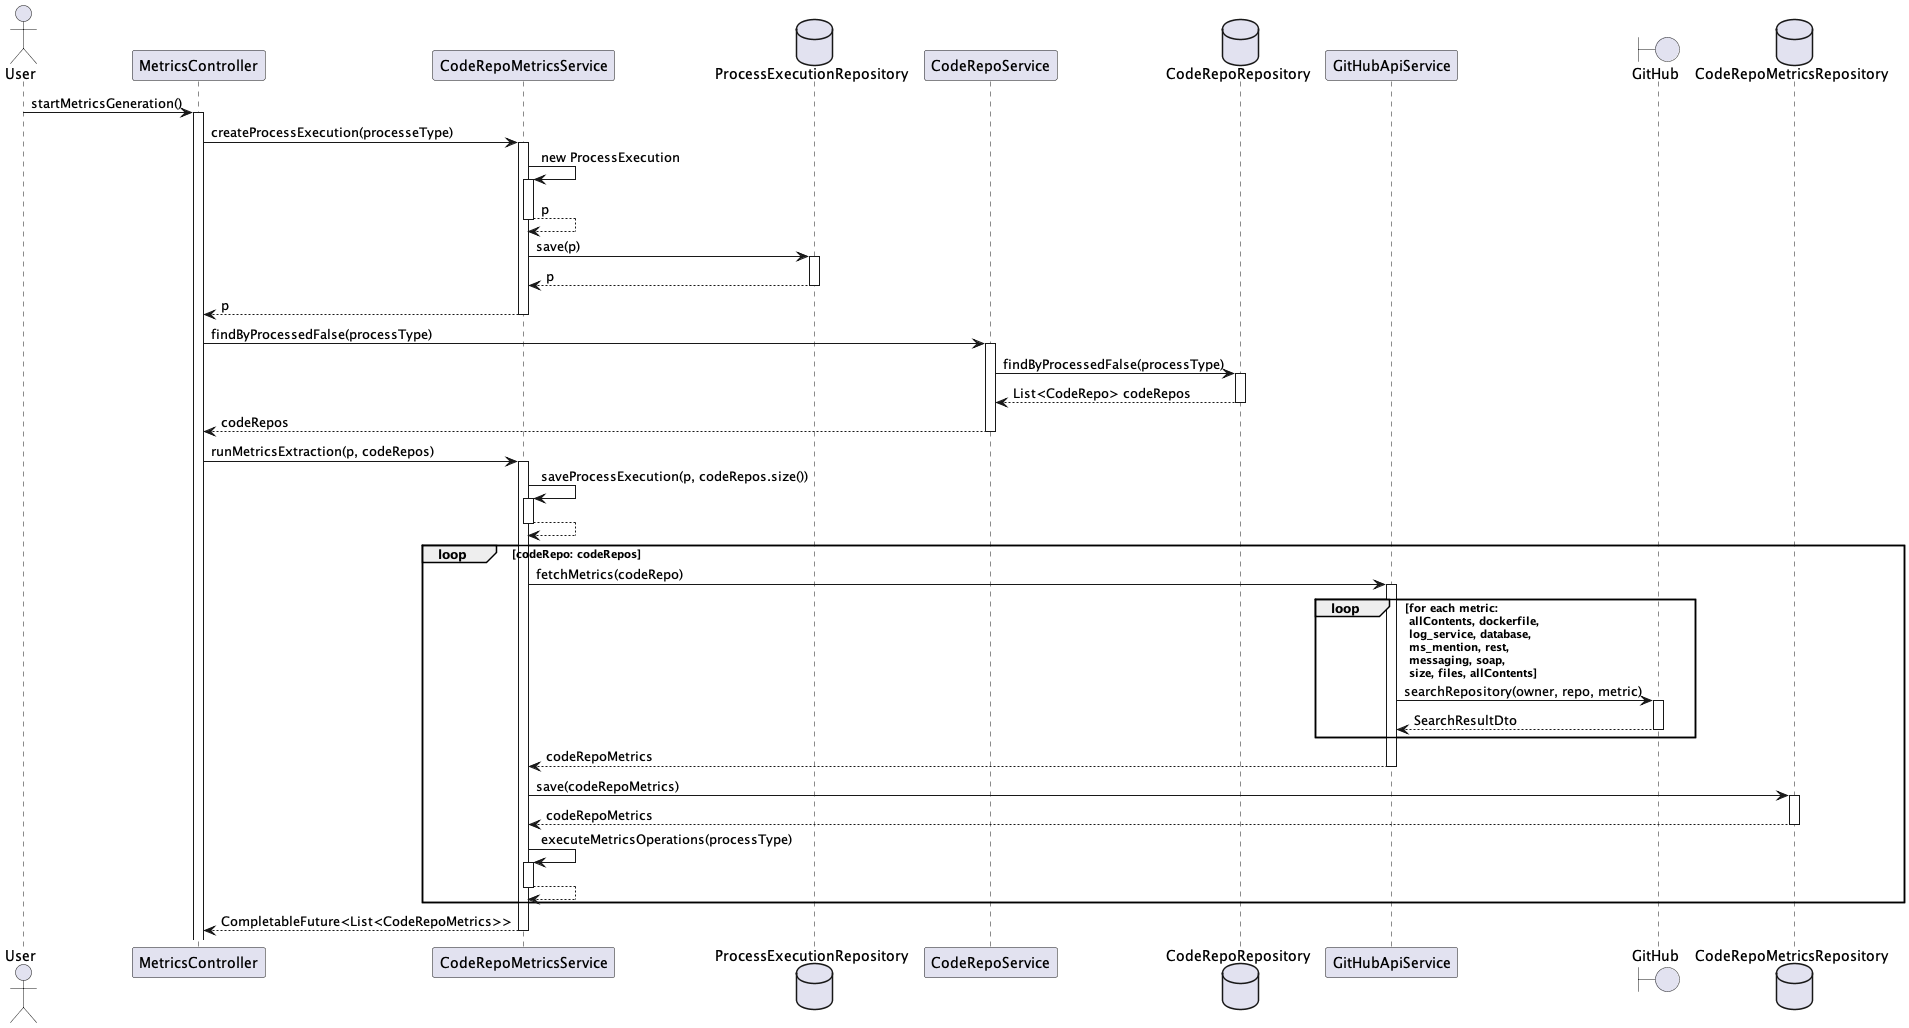 User
MetricsController
CodeRepoMetricsService
ProcessExecutionRepository
CodeRepoService
CodeRepoRepository
GitHubApiService
GitHub
CodeRepoMetricsRepository
startMetricsGeneration()
createProcessExecution(processeType)
new ProcessExecution
p
save(p)
p
p
findByProcessedFalse(processType)
findByProcessedFalse(processType)
List<CodeRepo> codeRepos
codeRepos
runMetricsExtraction(p, codeRepos)
saveProcessExecution(p, codeRepos.size())
loop
[codeRepo: codeRepos]
fetchMetrics(codeRepo)
loop
[for each metric:
allContents, dockerfile,
log_service, database,
ms_mention, rest,
messaging, soap,
size, files, allContents]
searchRepository(owner, repo, metric)
SearchResultDto
codeRepoMetrics
save(codeRepoMetrics)
codeRepoMetrics
executeMetricsOperations(processType)
CompletableFuture<List<CodeRepoMetrics>>
User
MetricsController
CodeRepoMetricsService
ProcessExecutionRepository
CodeRepoService
CodeRepoRepository
GitHubApiService
GitHub
CodeRepoMetricsRepository